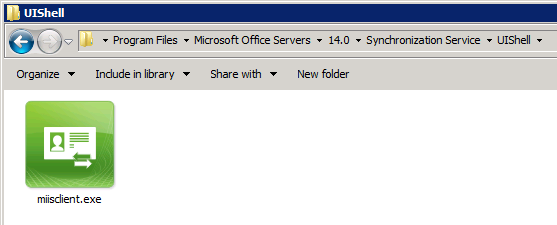 UIShell
Program Files Microsoft Office Servers 14.0 Synchronization Service UIShell
Organize Include in library Share with New folder
miisclient.exe